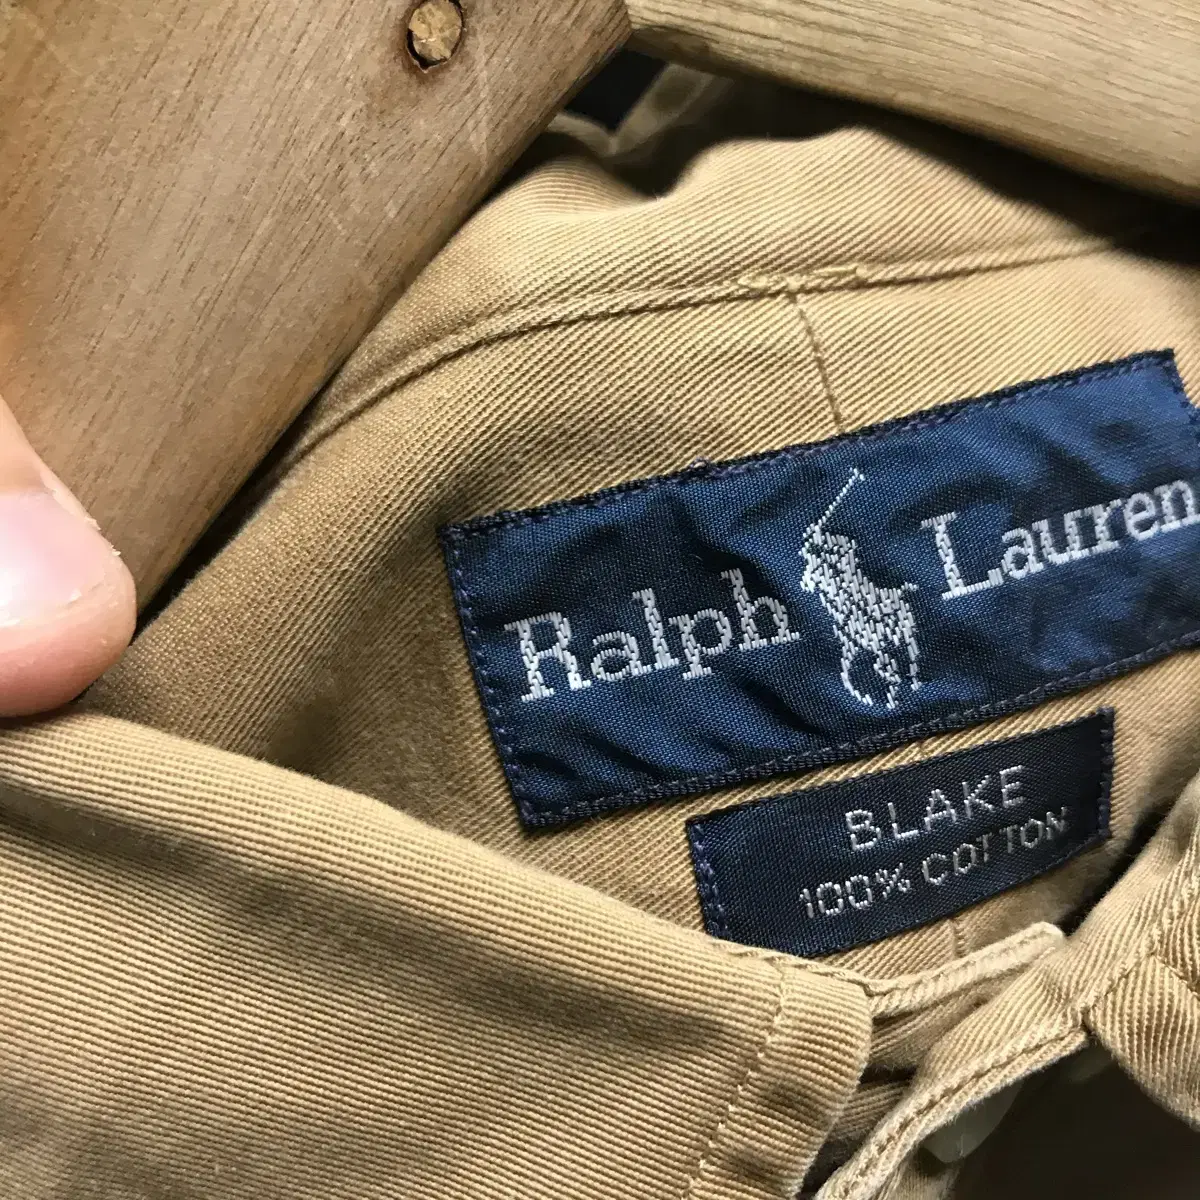 Ralph Lauren
BLAKE
100% COTTON